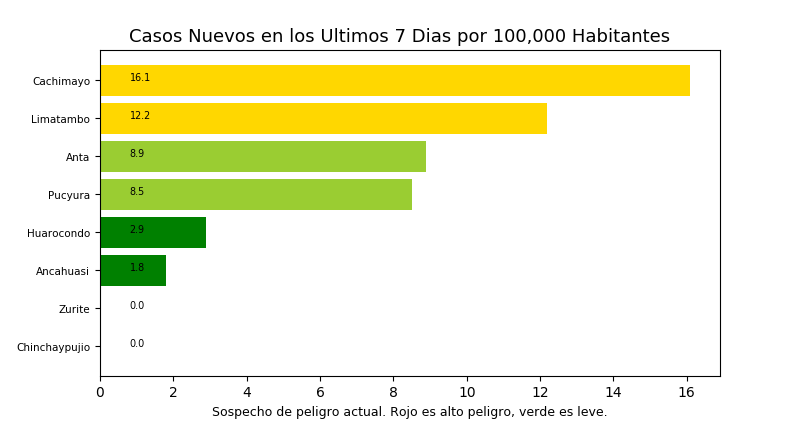 Casos Nuevos en los Ultimos 7 Dias por 100,000 Habitantes
Cachimayo 16.1
Limatambo 12.2
Anta 8.9
Pucyura 8.5
Huarocondo 2.9
Ancahuasi 1.8
Zurite 0.0
Chinchaypujio 0.0
0 2 4 6 8 10 12 14 16
Sospecho de peligro actual. Rojo es alto peligro, verde es leve.